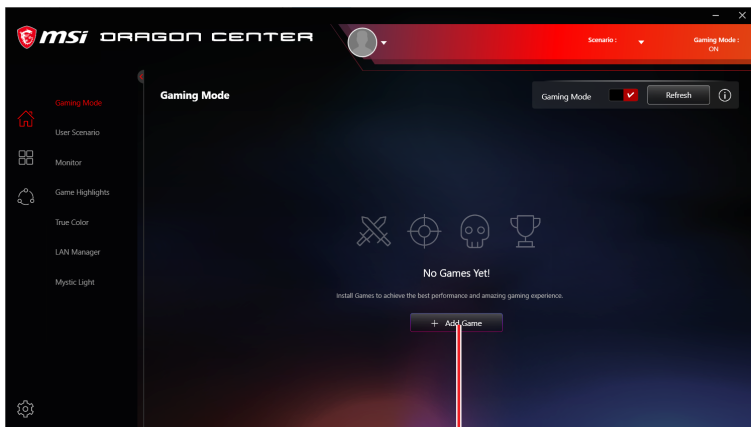 msi DRAGON CENTER
Scenario :
Gaming Mode :
ON
Gaming Mode
User Scenario
Monitor
Game Highlights
True Color
LAN Manager
Mystic Light
Gaming Mode
Gaming Mode
Refresh
No Games Yet!
Install Games to achieve the best performance and amazing gaming experience.
+ Add Game